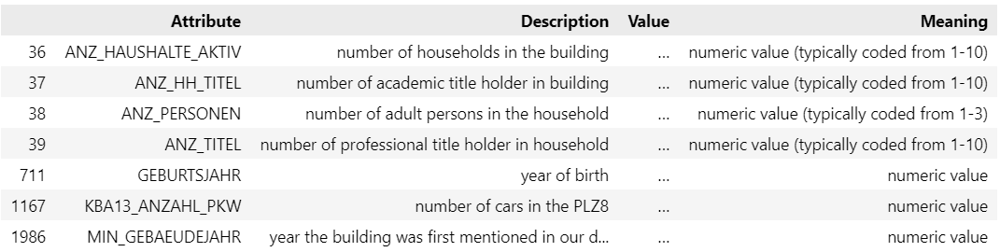 Attribute Description Value Meaning
36 ANZ_HAUSHALTE_AKTIV number of households in the building ... numeric value (typically coded from 1-10)
37 ANZ_HH_TITEL number of academic title holder in building ... numeric value (typically coded from 1-10)
38 ANZ_PERSONEN number of adult persons in the household ... numeric value (typically coded from 1-3)
39 ANZ_TITEL number of professional title holder in household ... numeric value (typically coded from 1-10)
711 GEBURTSJAHR year of birth ... numeric value
1167 KBA13_ANZAHL_PKW number of cars in the PLZ8 ... numeric value
1986 MIN_GEBAEUDEJAHR year the building was first mentioned in our d... ... numeric value